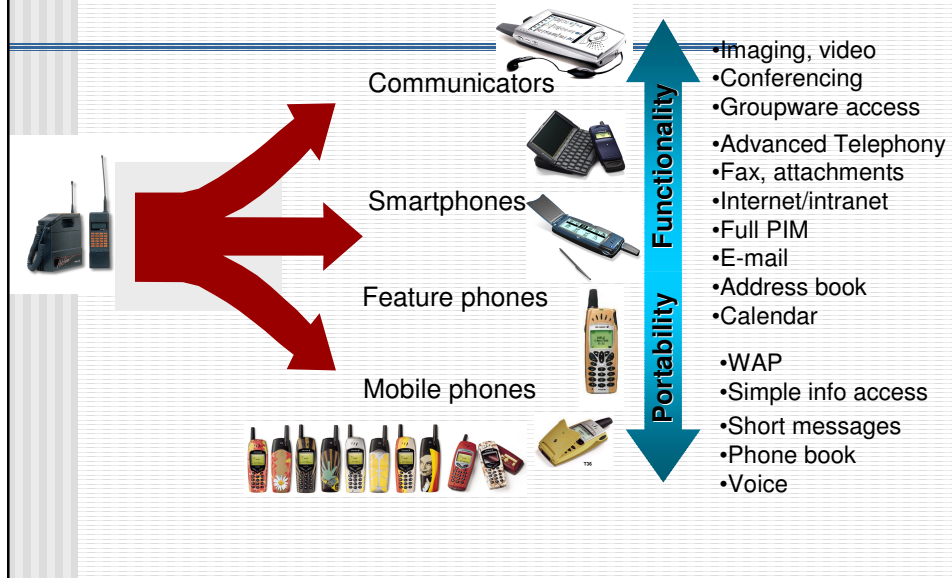 Communicators
Smartphones
Feature phones
Mobile phones
T36
Functionality
Portability
•Imaging, video
•Conferencing
•Groupware access
•Advanced Telephony
•Fax, attachments
•Internet/intranet
•Full PIM
•E-mail
•Address book
•Calendar
•WAP
•Simple info access
•Short messages
•Phone book
•Voice